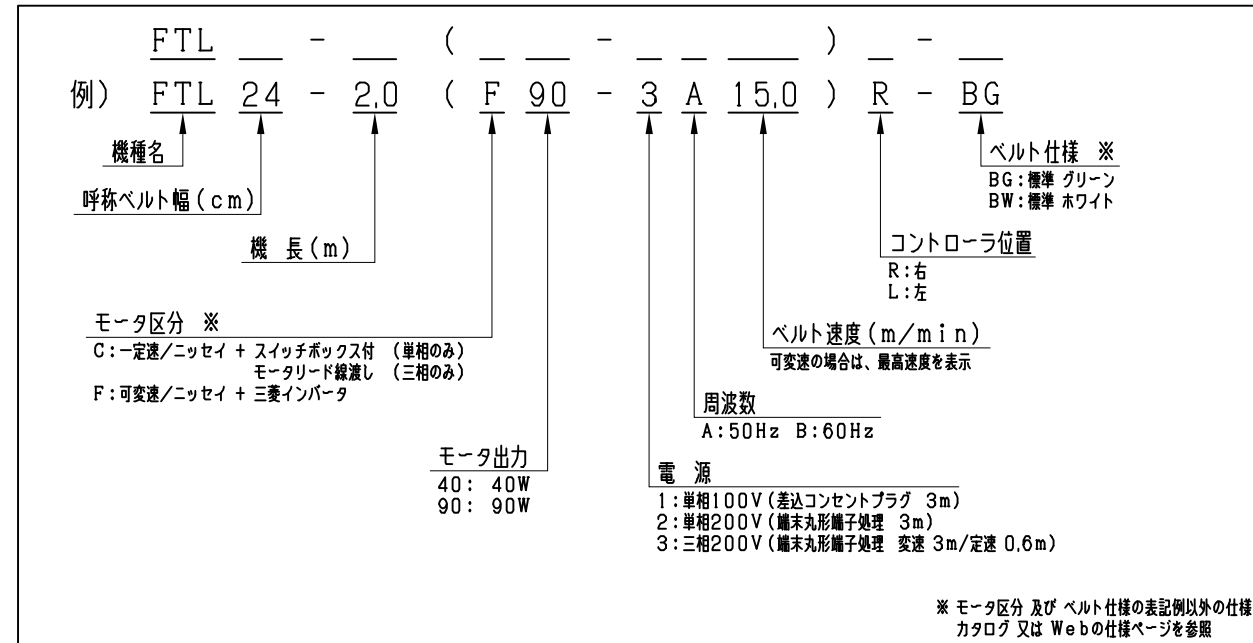 FTL - ( - ) -
例) FTL 24 - 2.0 ( F 90 - 3 A 15.0 ) R - BG
機種名
ベルト仕様 ※
BG:標準 グリーン
BW:標準 ホワイト
呼称ベルト幅(cm)
機 長(m)
コントローラ位置
R:右
L:左
モータ区分 ※
C:一定速/ニッセイ + スイッチボックス付 (単相のみ)
モータリード線渡し (三相のみ)
F:可変速/ニッセイ + 三菱インバータ
ベルト速度(m/min)
可変速の場合は、最高速度を表示
周波数
A:50Hz B:60Hz
モータ出力
40: 40W
90: 90W
電 源
1:単相100V(差込コンセントプラグ 3m)
2:単相200V(端末丸形端子処理 3m)
3:三相200V(端末丸形端子処理 変速 3m/定速 0.6m)
※ モータ区分 及び ベルト仕様の表記例以外の仕様
カタログ 又は Webの仕様ページを参照